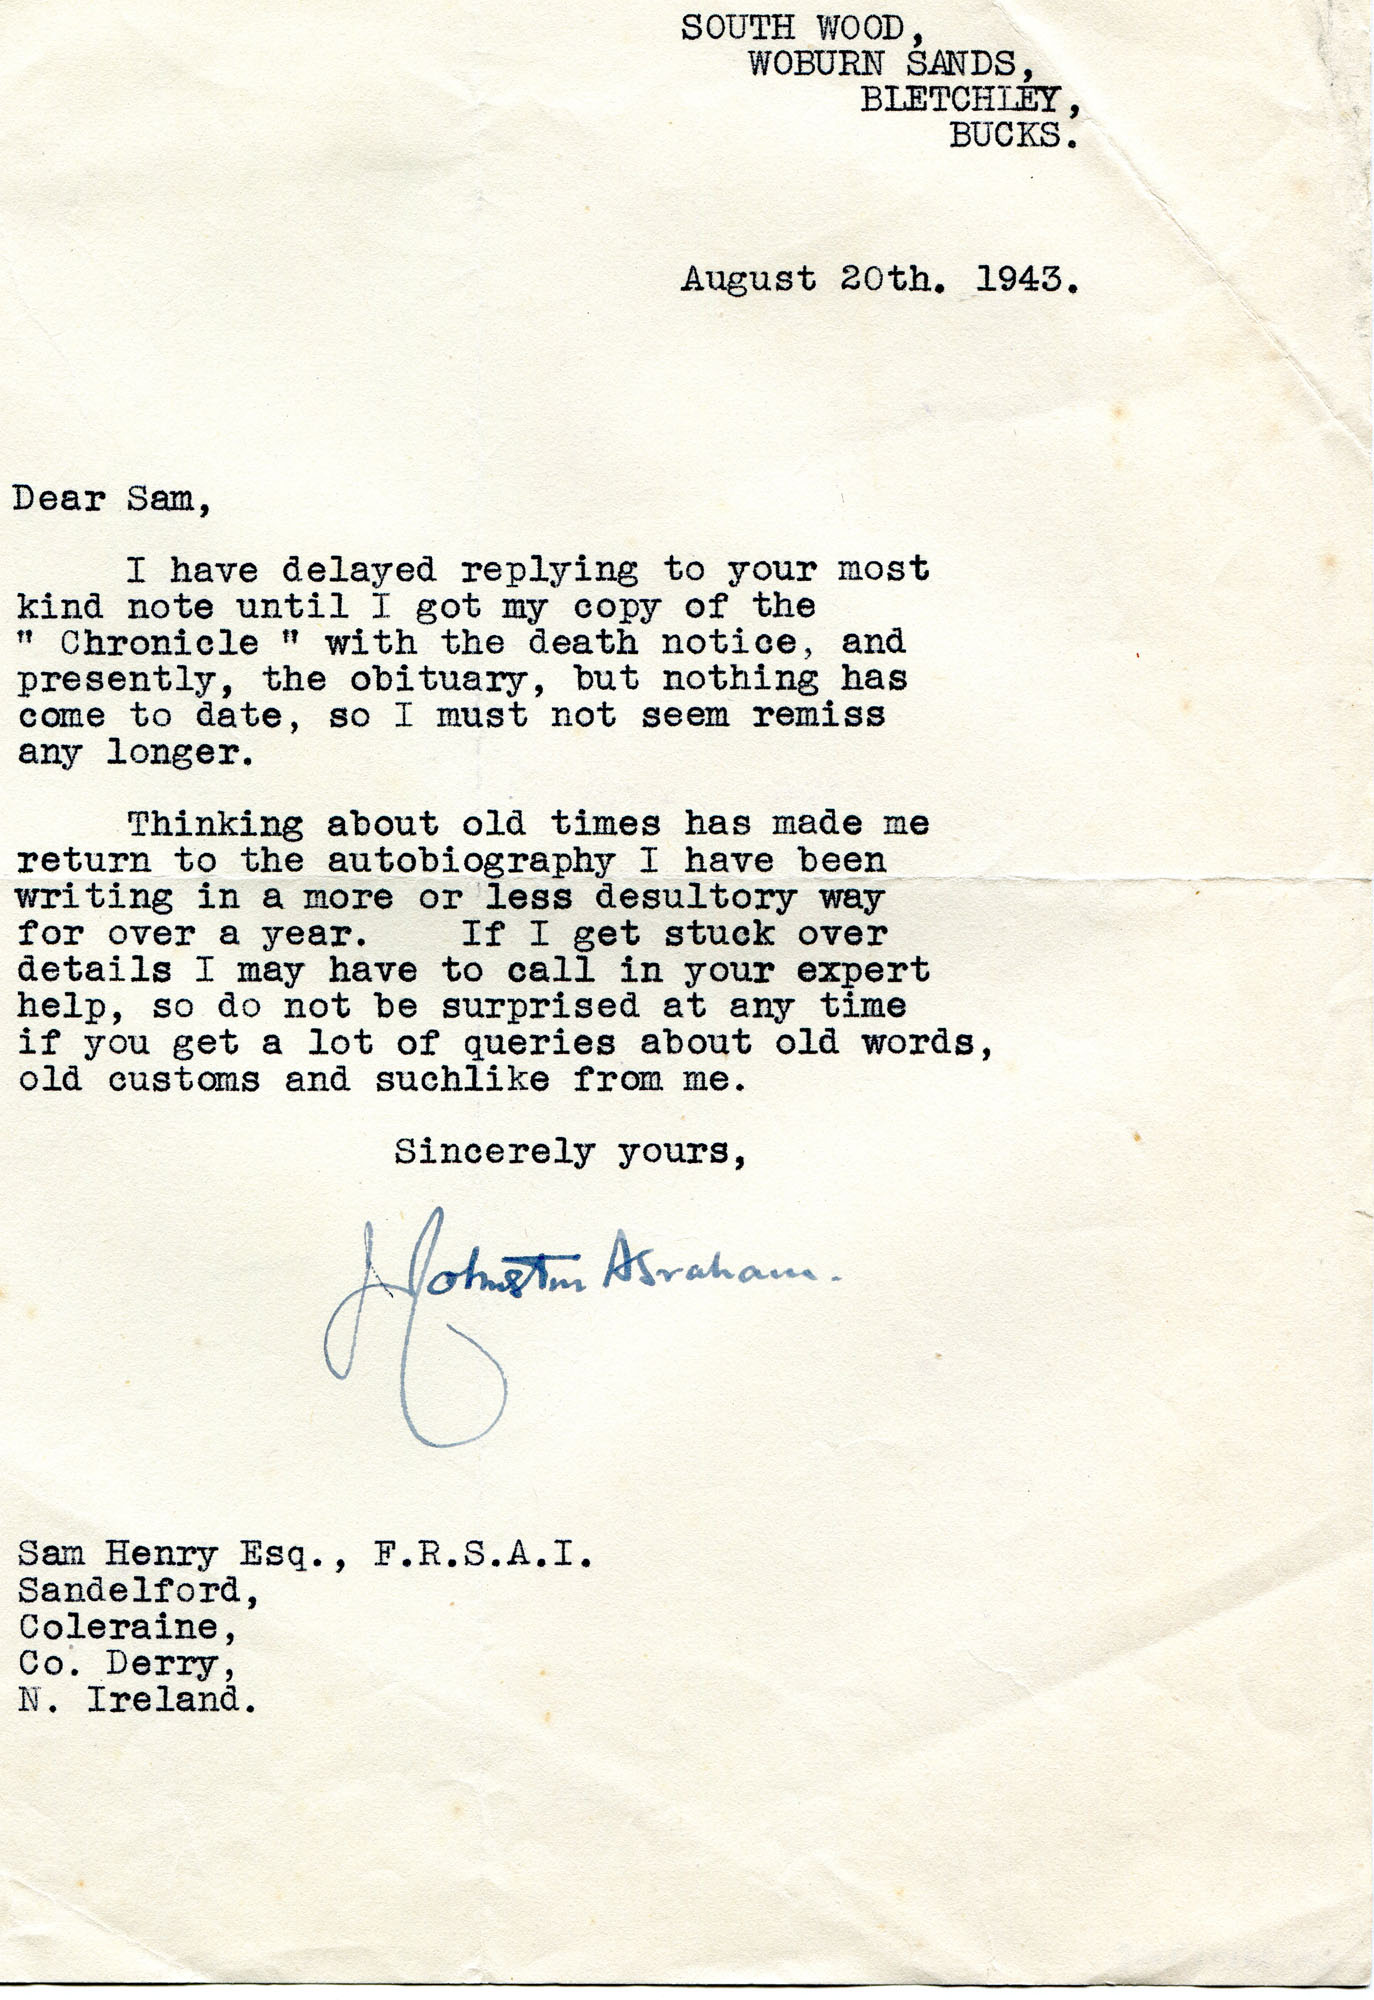 SOUTH WOOD,
WOBURN SANDS,
BLETCHLEY,
BUCKS.
August 20th. 1943.
Dear Sam,
I have delayed replying to your most
kind note until I got my copy of the
" Chronicle " with the death notice, and
presently, the obituary, but nothing has
come to date, so I must not seem remiss
any longer.
Thinking about old times has made me
return to the autobiography I have been
writing in a more or less desultory way
for over a year. If I get stuck over
details I may have to call in your expert
help, so do not be surprised at any time
if you get a lot of queries about old words,
old customs and suchlike from me.
Sincerely yours,
J Johnston Abraham.
Sam Henry Esq., F.R.S.A.I.
Sandelford,
Coleraine,
Co. Derry,
N. Ireland.